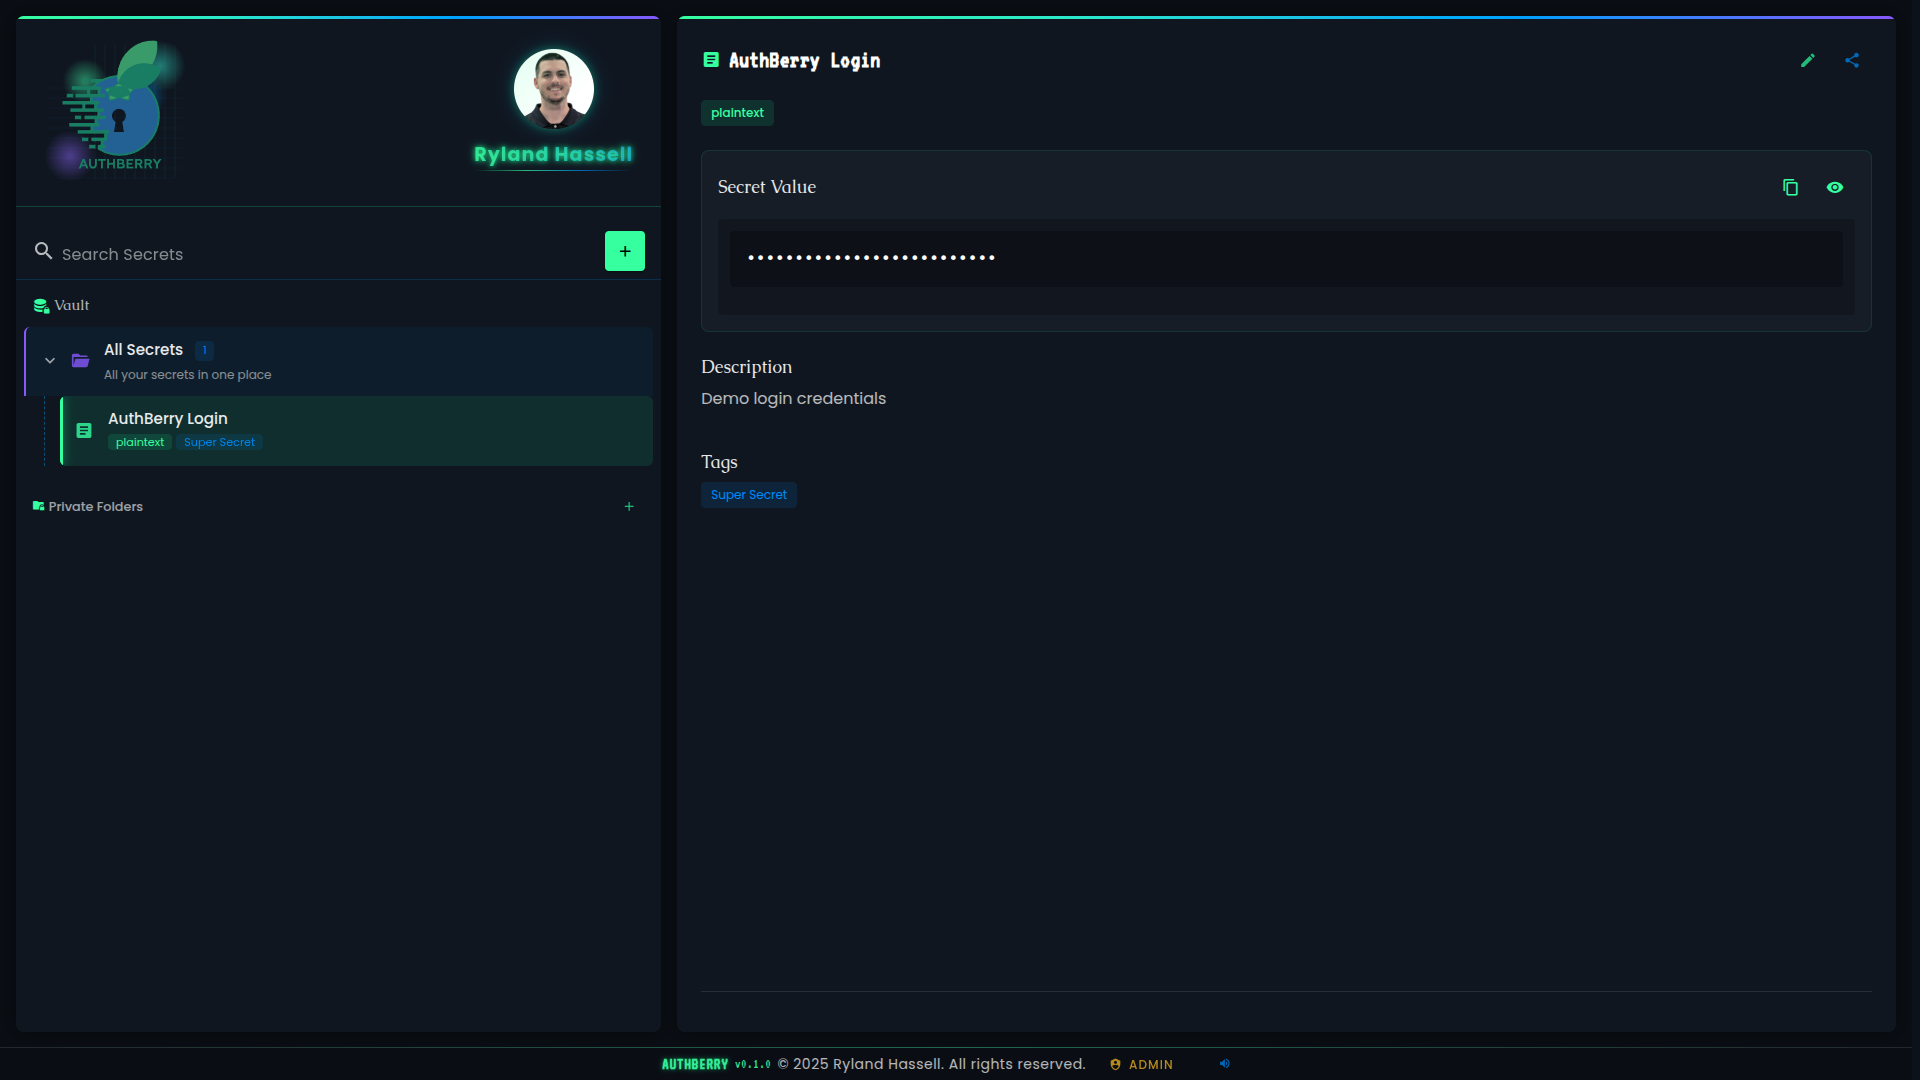 AUTHBERRY
Ryland Hassell
Search Secrets
+
Vault
All Secrets 1
All your secrets in one place
AuthBerry Login
plaintext Super Secret
Private Folders +
AuthBerry Login
plaintext
Secret Value
••••••••••••••••••••••••••
Description
Demo login credentials
Tags
Super Secret
AUTHBERRY v0.1.0 © 2025 Ryland Hassell. All rights reserved. ADMIN